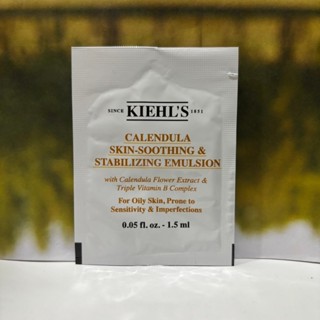 SINCE KIEHL'S 1851
CALENDULA
SKIN-SOOTHING &
STABILIZING EMULSION
with Calendula Flower Extract &
Triple Vitamin B Complex
For Oily Skin, Prone to
Sensitivity & Imperfections
0.05 fl. oz. - 1.5 ml